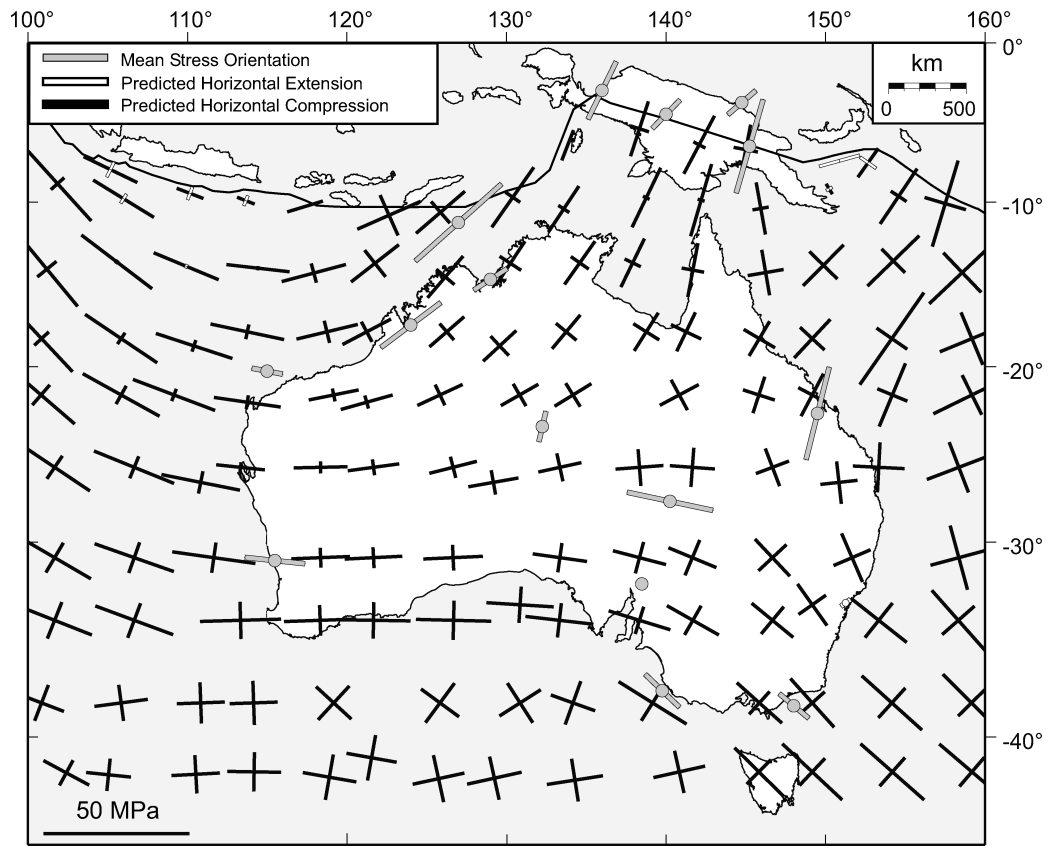 100° 110° 120° 130° 140° 150° 160°
0°
Mean Stress Orientation
Predicted Horizontal Extension
Predicted Horizontal Compression
km
0 500
-10°
-20°
-30°
-40°
50 MPa